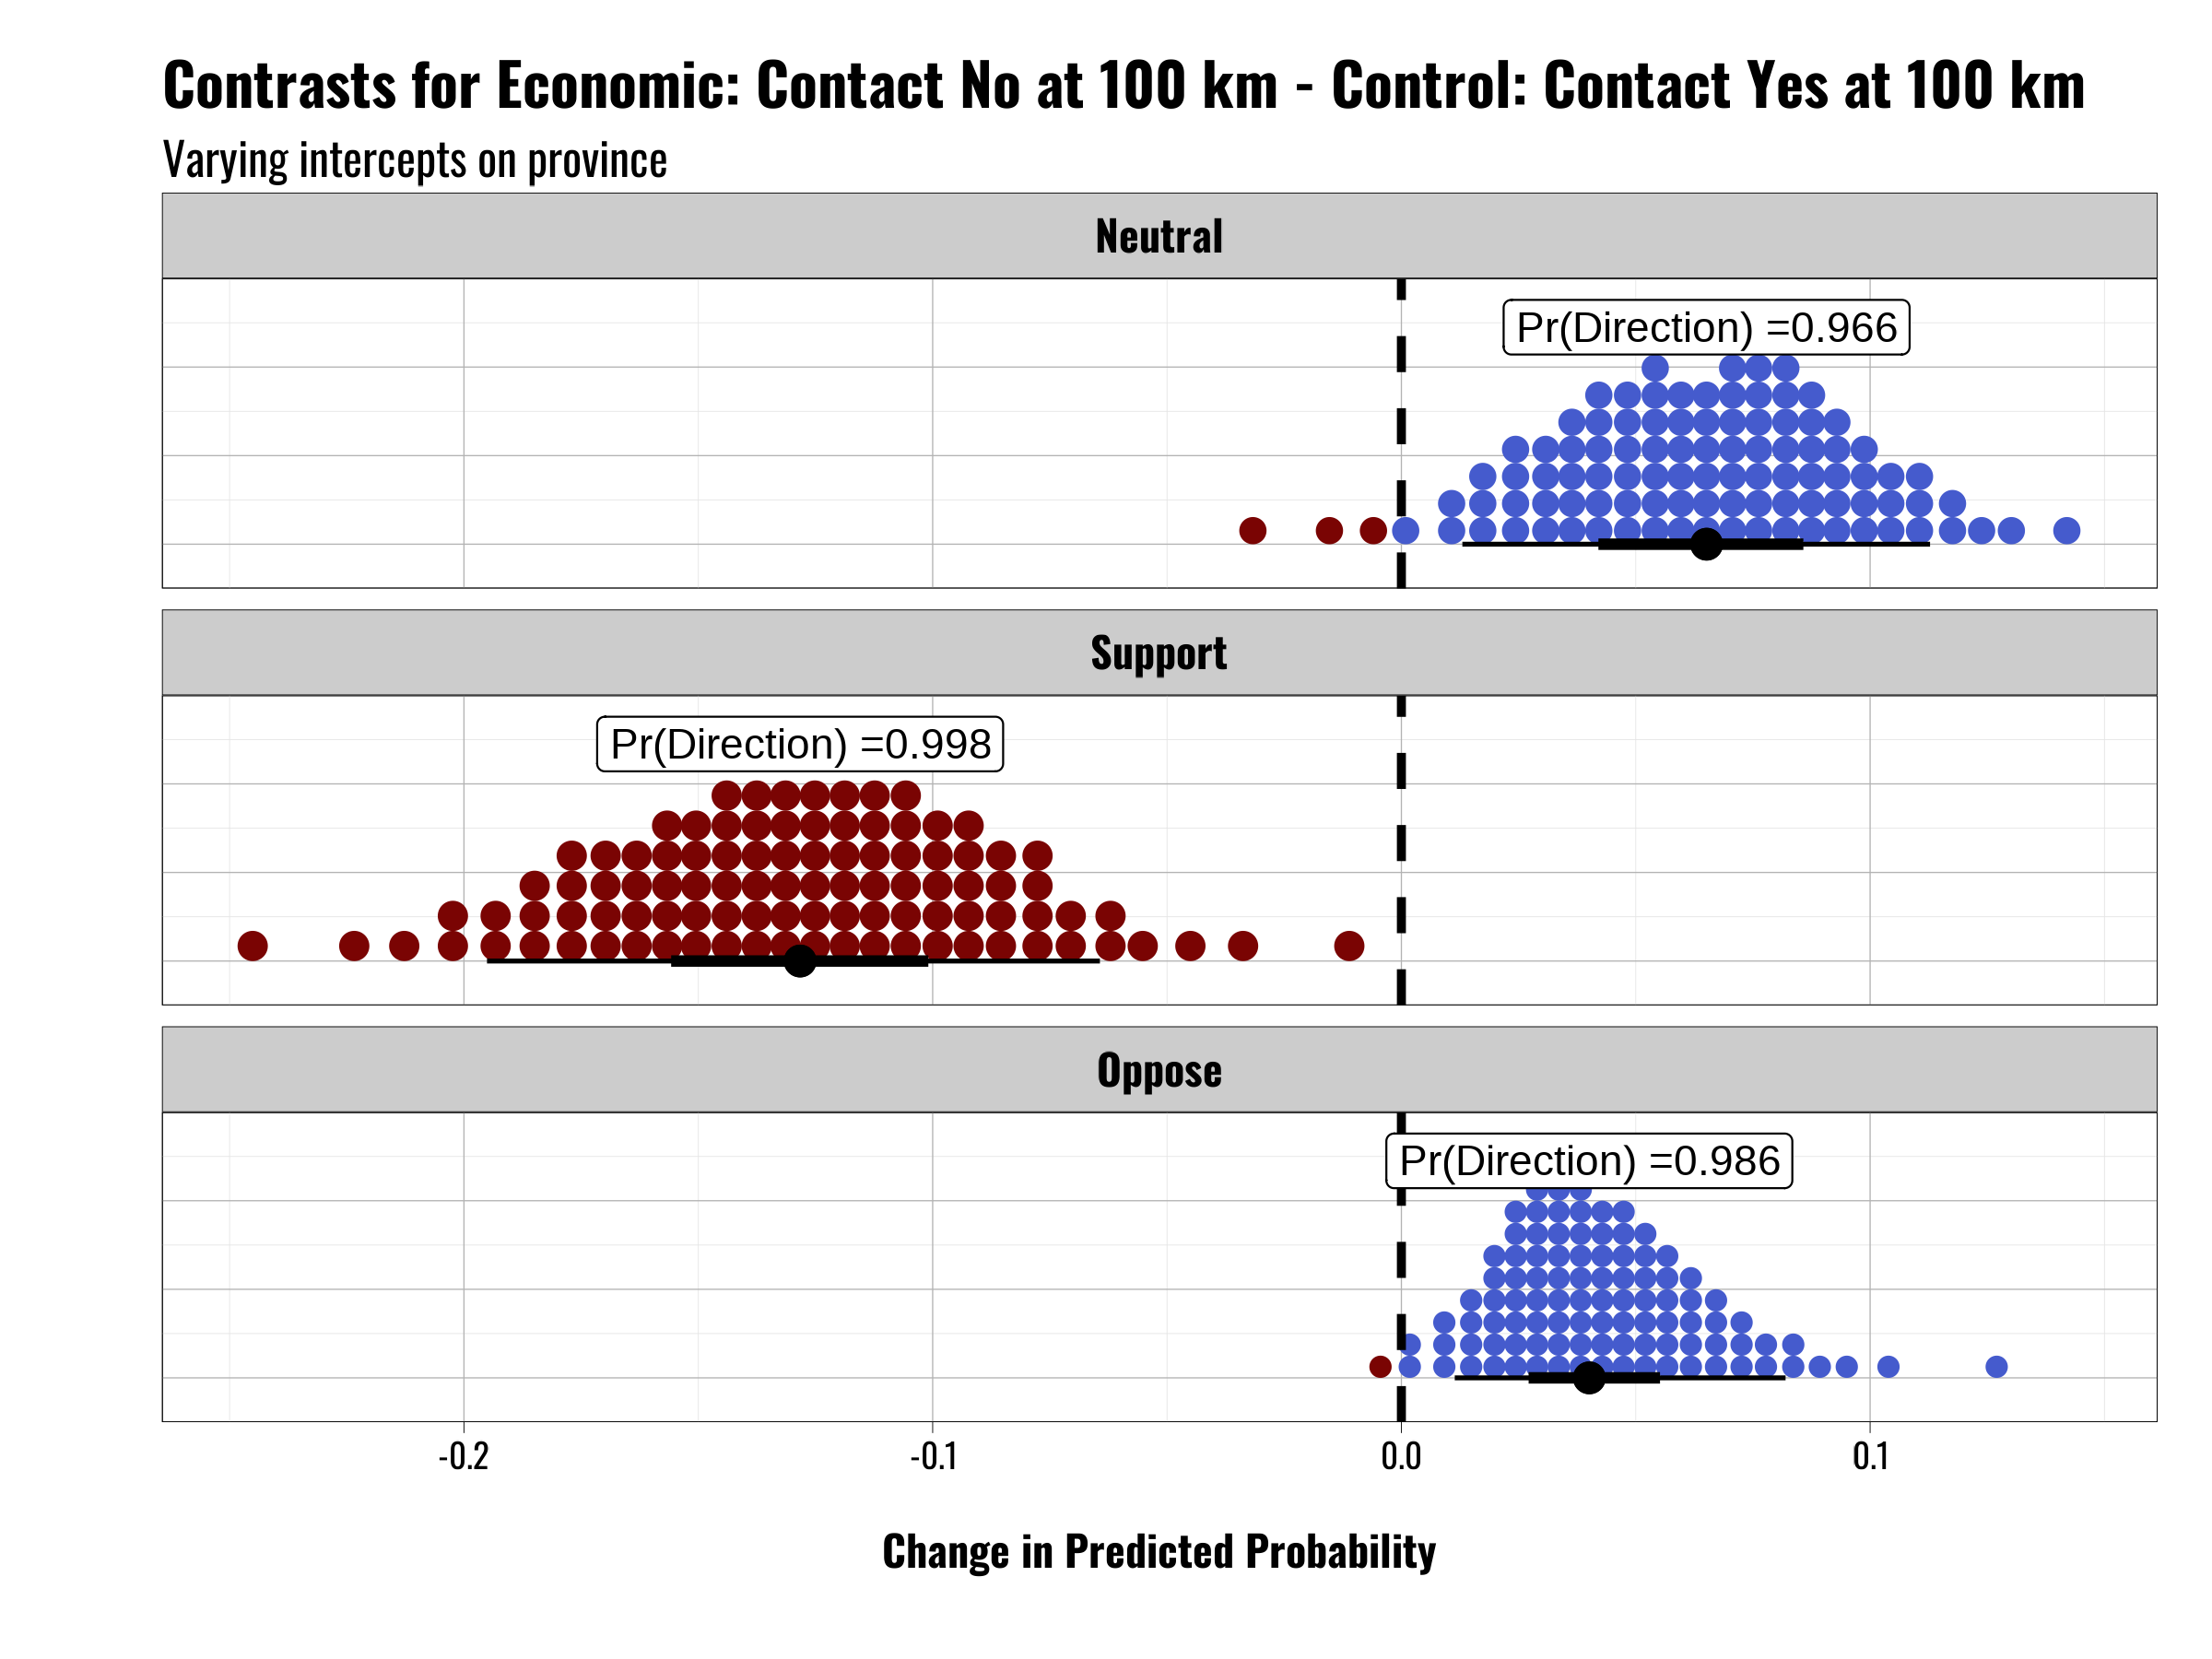 Contrasts for Economic: Contact No at 100 km - Control: Contact Yes at 100 km
Varying intercepts on province
Neutral
Pr(Direction) =0.966
Support
Pr(Direction) =0.998
Oppose
Pr(Direction) =0.986
-0.2 -0.1 0.0 0.1
Change in Predicted Probability